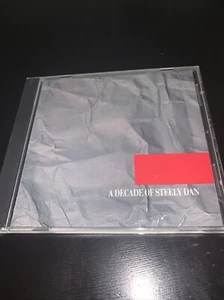 A DECADE OF STEELY DAN